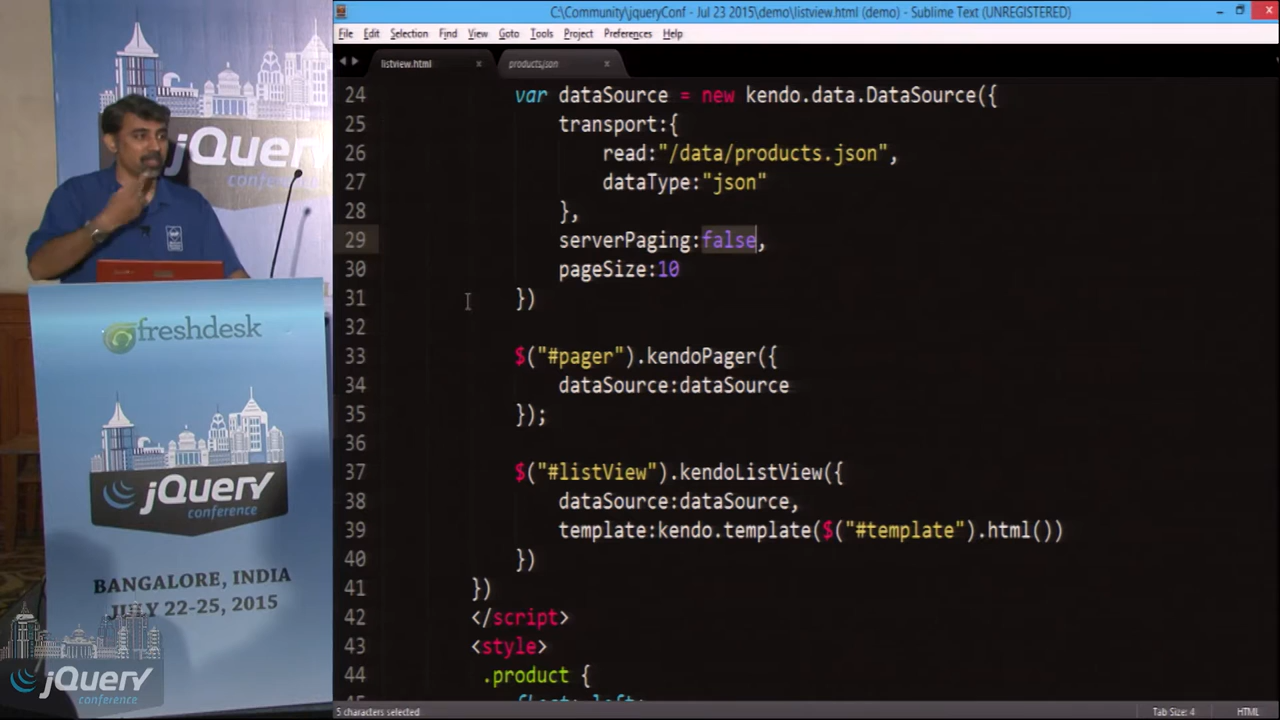 C:\Community\jqueryConf - Jul 23 2015\demo\listview.html (demo) - Sublime Text (UNREGISTERED)
File Edit Selection Find View Goto Tools Project Preferences Help
listview.html × products.json ×
24 var dataSource = new kendo.data.DataSource({
25 transport:{
26 read:"/data/products.json",
27 dataType:"json"
28 },
29 serverPaging:false,
30 pageSize:10
31 })
32
33 $("#pager").kendoPager({
34 dataSource:dataSource
35 });
36
37 $("#listView").kendoListView({
38 dataSource:dataSource,
39 template:kendo.template($("#template").html())
40 })
41 })
42 </script>
43 <style>
44 .product {
5 characters selected Tab Size: 4 HTML
jQuery
freshdesk
jQuery
conference
BANGALORE, INDIA
JULY 22-25, 2015
jQuery
conference